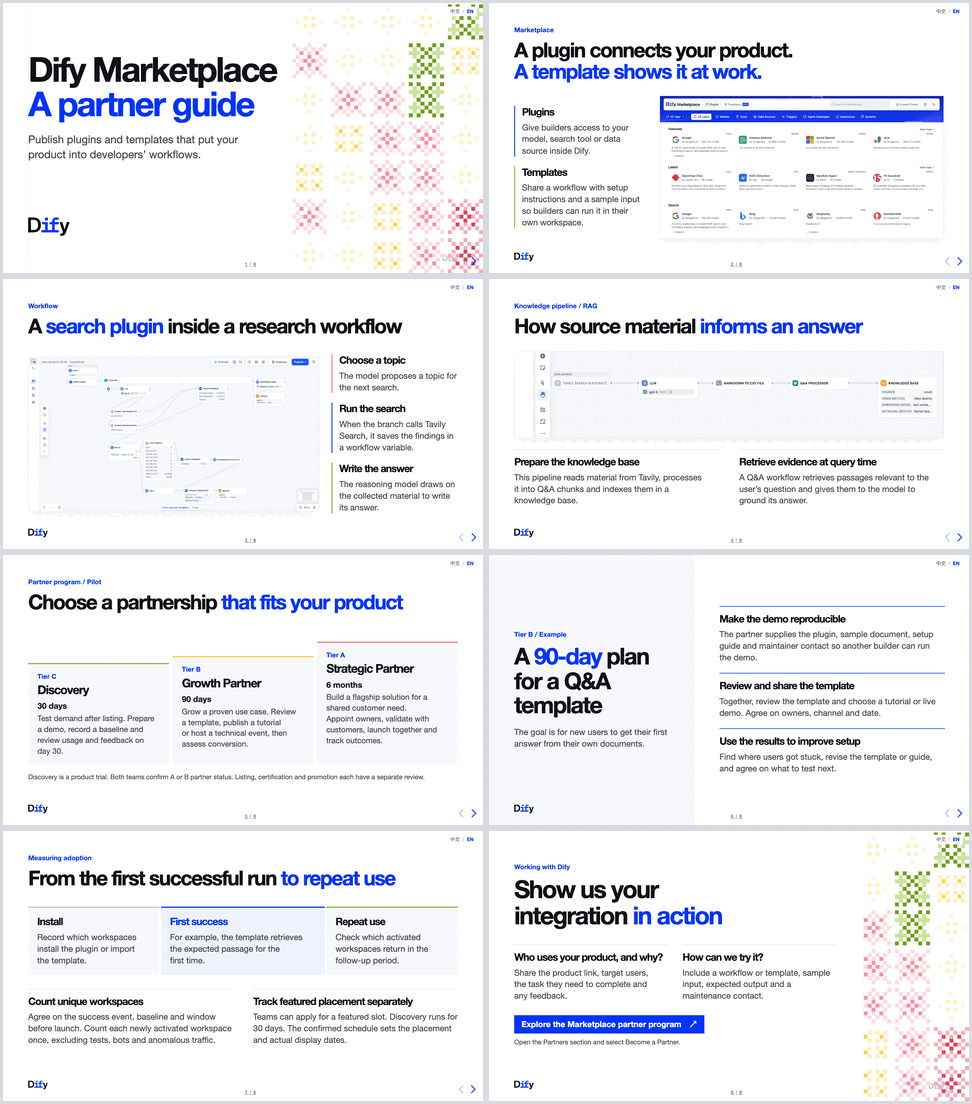 中文 / EN
Dify Marketplace
A partner guide
Publish plugins and templates that put your
product into developers' workflows.
Dify
1 / 8
中文 / EN
Marketplace
A plugin connects your product.
A template shows it at work.
Plugins
Give builders access to your
model, search tool or data
source inside Dify.
Templates
Share a workflow with setup
instructions and a sample input
so builders can run it in their
own workspace.
Dify Marketplace
Plugins
Templates
Featured
Google
Amazon Bedrock
Azure OpenAI
Jira
Latest
Search
Google
Bing
Perplexity
DuckDuckGo
Dify
2 / 8
中文 / EN
Workflow
A search plugin inside a research workflow
Choose a topic
The model proposes a topic for
the next search.
Run the search
When the branch calls Tavily
Search, it saves the findings in
a workflow variable.
Write the answer
The reasoning model draws on
the collected material to write
its answer.
Dify
3 / 8
中文 / EN
Knowledge pipeline / RAG
How source material informs an answer
TAVILY SEARCH & EXTRACT
LLM
MARKDOWN TO CSV FILE
Q&A PROCESSOR
KNOWLEDGE BASE
Prepare the knowledge base
This pipeline reads material from Tavily, processes
it into Q&A chunks and indexes them in a
knowledge base.
Retrieve evidence at query time
A Q&A workflow retrieves passages relevant to the
user's question and gives them to the model to
ground its answer.
Dify
4 / 8
中文 / EN
Partner program / Pilot
Choose a partnership that fits your product
Tier C
Discovery
30 days
Test demand after listing. Prepare
a demo, record a baseline and
review usage and feedback on
day 30.
Tier B
Growth Partner
90 days
Grow a proven use case. Review
a template, publish a tutorial
or host a technical event, then
assess conversion.
Tier A
Strategic Partner
6 months
Build a flagship solution for a
shared customer need.
Appoint owners, validate with
customers, launch together and
track outcomes.
Discovery is a product trial. Both teams confirm A or B partner status. Listing, certification and promotion each have a separate review.
Dify
5 / 8
中文 / EN
Tier B / Example
A 90-day plan
for a Q&A
template
The goal is for new users to get their first
answer from their own documents.
Make the demo reproducible
The partner supplies the plugin, sample document, setup
guide and maintainer contact so another builder can run
the demo.
Review and share the template
Together, review the template and choose a tutorial or live
demo. Agree on owners, channel and date.
Use the results to improve setup
Find where users got stuck, revise the template or guide,
and agree on what to test next.
Dify
6 / 8
中文 / EN
Measuring adoption
From the first successful run to repeat use
Install
Record which workspaces
install the plugin or import
the template.
First success
For example, the template retrieves
the expected passage for the
first time.
Repeat use
Check which activated
workspaces return in the
follow-up period.
Count unique workspaces
Agree on the success event, baseline and window
before launch. Count each newly activated workspace
once, excluding tests, bots and anomalous traffic.
Track featured placement separately
Teams can apply for a featured slot. Discovery runs for
30 days. The confirmed schedule sets the placement
and actual display dates.
Dify
7 / 8
中文 / EN
Working with Dify
Show us your
integration in action
Who uses your product, and why?
Share the product link, target users,
the task they need to complete and
any feedback.
How can we try it?
Include a workflow or template, sample
input, expected output and a
maintenance contact.
Explore the Marketplace partner program ↗
Open the Partners section and select Become a Partner.
Dify
8 / 8